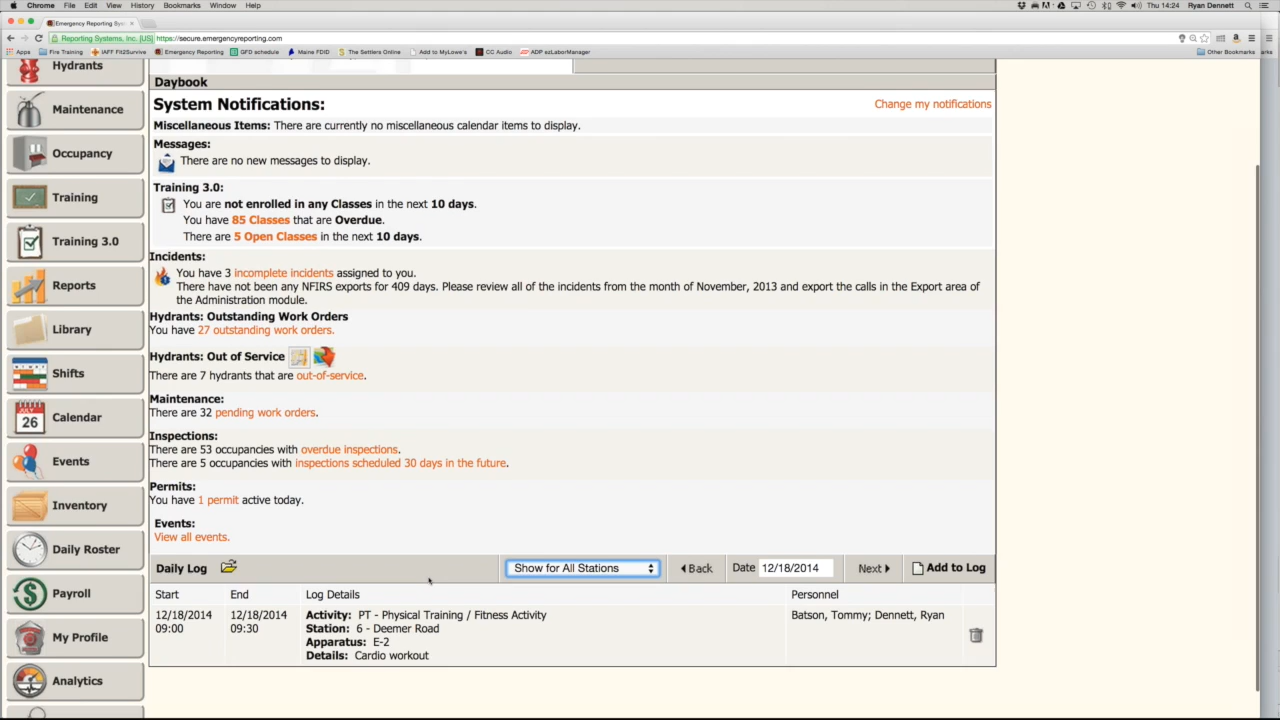 Chrome File Edit View History Bookmarks Window Help Thu 14:24 Ryan Dennett
Emergency Reporting Sys
Reporting Systems, Inc. [US] https://secure.emergencyreporting.com
Apps Fire Training IAFF Fit2Survive Emergency Reporting GFD schedule Maine FDID The Settlers Online Add to MyLowe's CC Audio ADP ezLaborManager Other Bookmarks
Hydrants
Maintenance
Occupancy
Training
Training 3.0
Reports
Library
Shifts
JULY
26
Calendar
Events
Inventory
Daily Roster
Payroll
My Profile
Analytics
Daybook
System Notifications: Change my notifications
Miscellaneous Items: There are currently no miscellaneous calendar items to display.
Messages:
There are no new messages to display.
Training 3.0:
You are not enrolled in any Classes in the next 10 days.
You have 85 Classes that are Overdue.
There are 5 Open Classes in the next 10 days.
Incidents:
You have 3 incomplete incidents assigned to you.
There have not been any NFIRS exports for 409 days. Please review all of the incidents from the month of November, 2013 and export the calls in the Export area of
the Administration module.
Hydrants: Outstanding Work Orders
You have 27 outstanding work orders.
Hydrants: Out of Service
There are 7 hydrants that are out-of-service.
Maintenance:
There are 32 pending work orders.
Inspections:
There are 53 occupancies with overdue inspections.
There are 5 occupancies with inspections scheduled 30 days in the future.
Permits:
You have 1 permit active today.
Events:
View all events.
Daily Log Show for All Stations Back Date 12/18/2014 Next Add to Log
Start End Log Details Personnel
12/18/2014 12/18/2014 Activity: PT - Physical Training / Fitness Activity Batson, Tommy; Dennett, Ryan
09:00 09:30 Station: 6 - Deemer Road
Apparatus: E-2
Details: Cardio workout